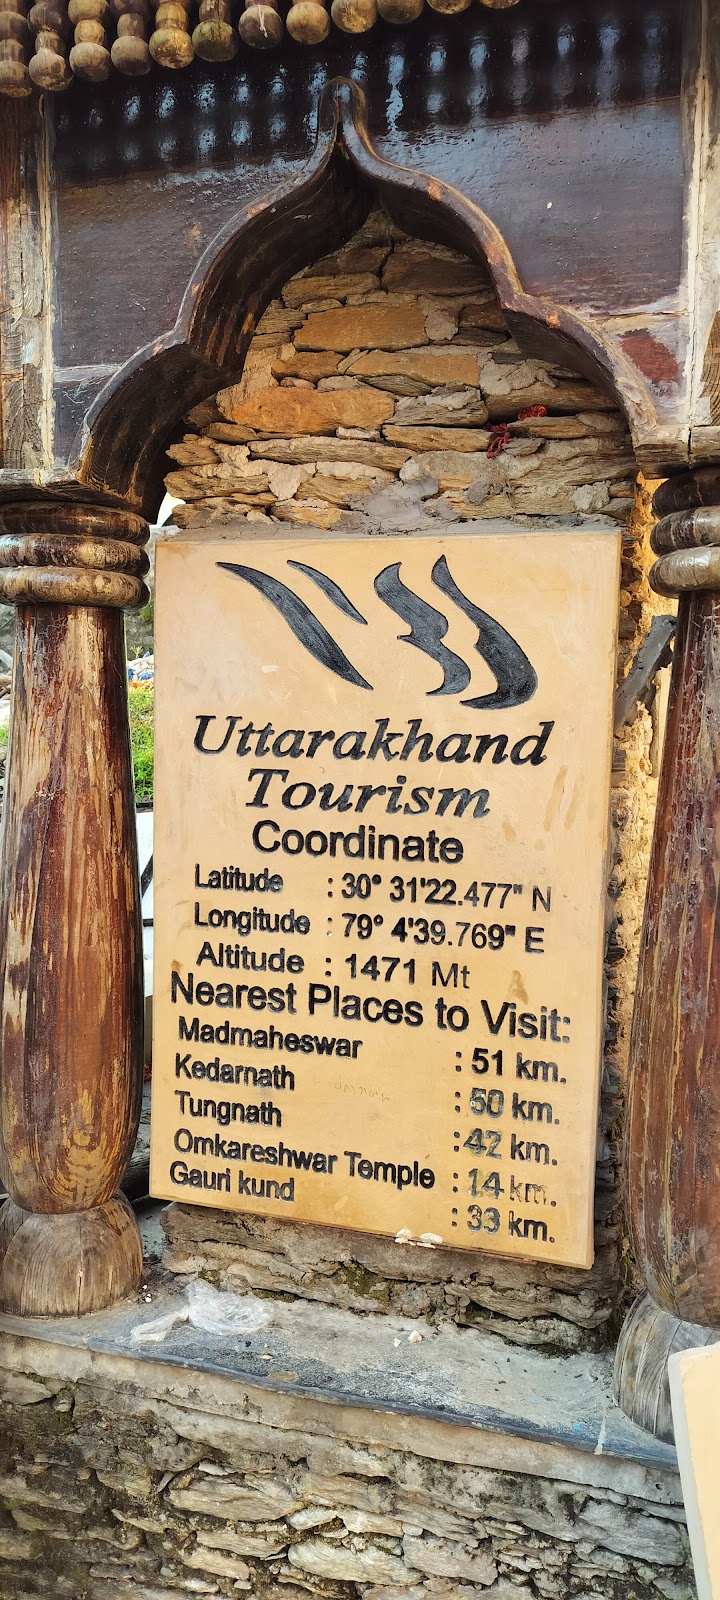 Uttarakhand
Tourism
Coordinate
Latitude : 30° 31'22.477" N
Longitude : 79° 4'39.769" E
Altitude : 1471 Mt
Nearest Places to Visit:
Madmaheswar : 51 km.
Kedarnath : 50 km.
Tungnath : 42 km.
Omkareshwar Temple : 14 km.
Gauri kund : 33 km.